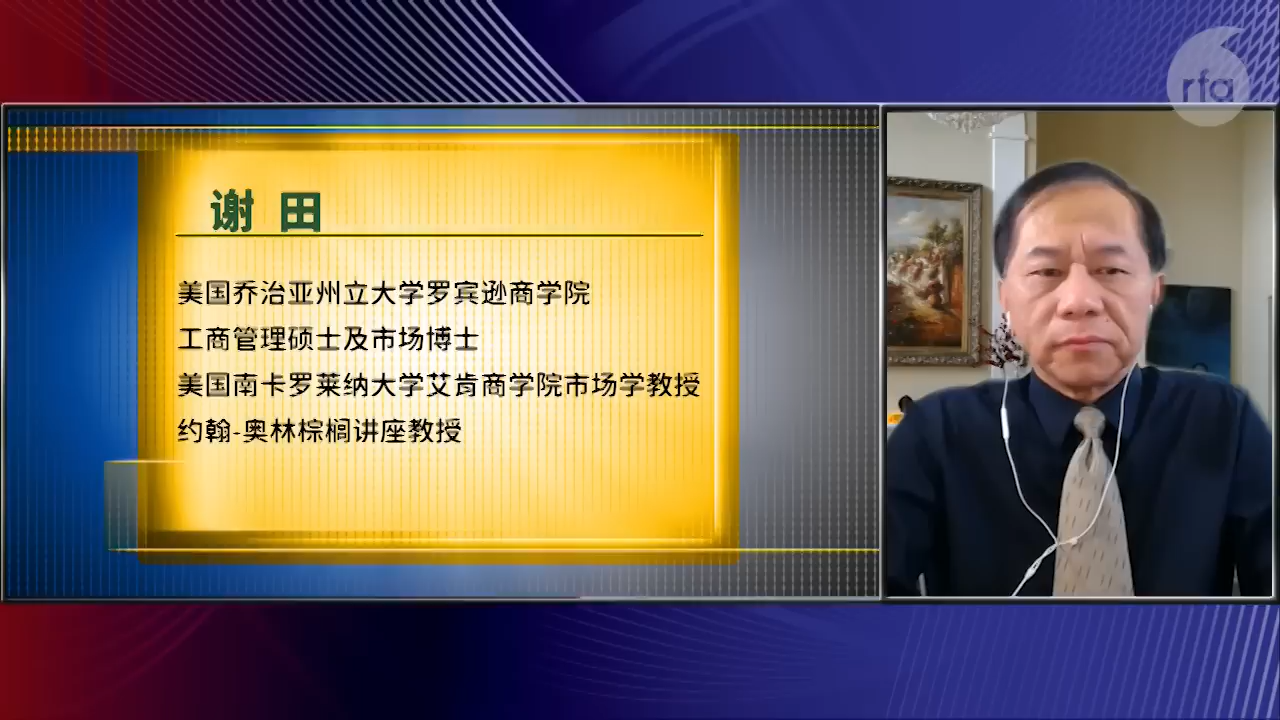 谢 田
美国乔治亚州立大学罗宾逊商学院
工商管理硕士及市场博士
美国南卡罗莱纳大学艾肯商学院市场学教授
约翰-奥林棕榈讲座教授
rfa